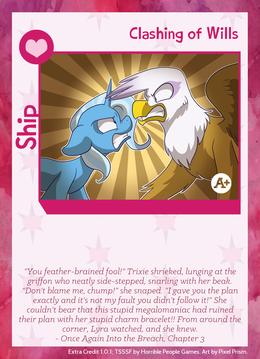 Clashing of Wills
Ship
A+
"You feather-brained fool!" Trixie shrieked, lunging at the
griffon who neatly side-stepped, snarling with her beak.
"Don't blame me, chump!" she snaped. "I gave you the plan
exactly and it's not my fault you didn't follow it!" She
couldn't bear that this stupid megalomaniac had ruined
their plan with her stupid charm bracelet!! From around the
corner, Lyra watched, and she knew.
- Once Again Into the Breach, Chapter 3
Extra Credit 1.0.1; TSSSF by Horrible People Games. Art by Pixel Prism.